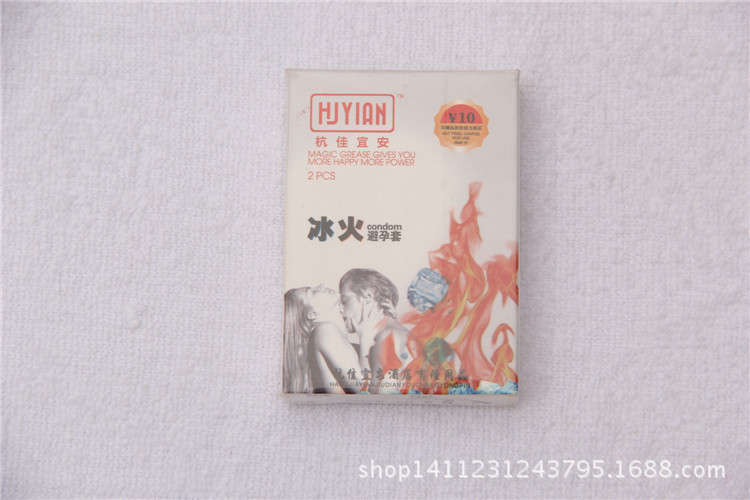 HJYIAN™
杭佳宜安
MAGIC GREASE GIVES YOU
MORE HAPPY MORE POWER
2 PCS
¥10
冰火 condom
避孕套
shop1411231243795.1688.com